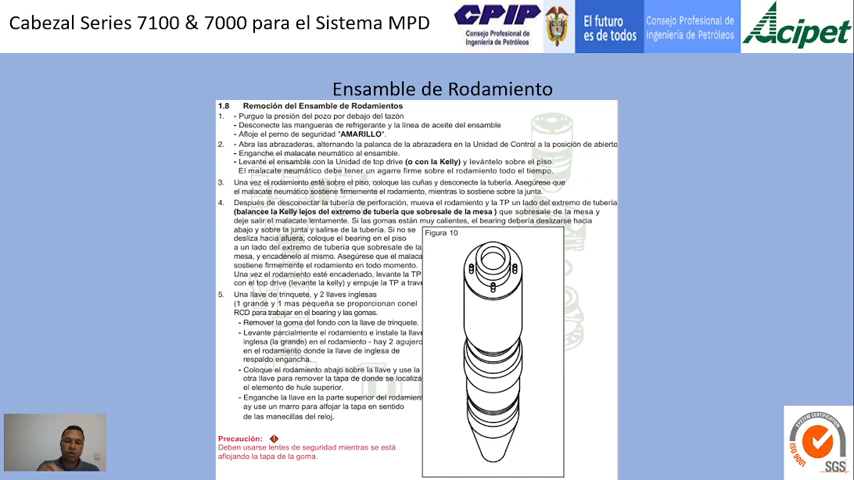 Cabezal Series 7100 & 7000 para el Sistema MPD
CPIP
Consejo Profesional de
Ingeniería de Petróleos
El futuro
es de todos
Consejo Profesional de
Ingeniería de Petróleos
Acipet
Ensamble de Rodamiento
1.8 Remoción del Ensamble de Rodamientos
1. - Purgue la presión del pozo por debajo del tazón
- Desconecte las mangueras de refrigerante y la línea de aceite del ensamble
- Afloje el perno de seguridad "AMARILLO".
2. - Abra las abrazaderas, alternando la palanca de la abrazadera en la Unidad de Control a la posición de abierto
- Enganche el malacate neumático al ensamble.
- Levante el ensamble con la Unidad de top drive (o con la Kelly) y levántelo sobre el piso.
El malacate neumático debe tener un agarre firme sobre el rodamiento todo el tiempo.
3. Una vez el rodamiento esté sobre el piso, coloque las cuñas y desconecte la tubería. Asegúrese que
el malacate neumático sostiene firmemente el rodamiento, mientras lo sostiene sobre la junta.
4. Después de desconectar la tubería de perforación, mueva el rodamiento y la TP un lado del extremo de tubería
(balancee la Kelly lejos del extremo de tubería que sobresale de la mesa ) que sobresale de la mesa y
deje salir el malacate lentamente. Si las gomas están muy calientes, el bearing debería deslizarse hacia
abajo y sobre la junta y salirse de la tubería. Si no se
desliza hacia afuera, coloque el bearing en el piso
a un lado del extremo de tubería que sobresale de la
mesa, y encadénelo al mismo. Asegúrese que el malaca
sostiene firmemente el rodamiento en todo momento.
Una vez el rodamiento esté encadenado, levante la TP
con el top drive (levante la kelly) y empuje la TP a trav
Figura 10
5. Una llave de trinquete, y 2 llaves inglesas
(1 grande y 1 mas pequeña se proporcionan conel
RCD para trabajar en el bearing y las gomas.
- Remover la goma del fondo con la llave de trinquete.
- Levante parcialmente el rodamiento e instale la llave
inglesa (la grande) en el rodamiento - hay 2 agujero
en el rodamiento donde la llave de inglesa de
respaldo engancha.
- Coloque el rodamiento abajo sobre la llave y use la
otra llave para remover la tapa de donde se localiza
el elemento de hule superior.
- Enganche la llave en la parte superior del rodamient
ay use un marro para alfojar la tapa en sentido
de las manecillas del reloj.
Precaución:
Deben usarse lentes de seguridad mientras se está
aflojando la tapa de la goma.
SYSTEM CERTIFICATION
ISO 9001
SGS